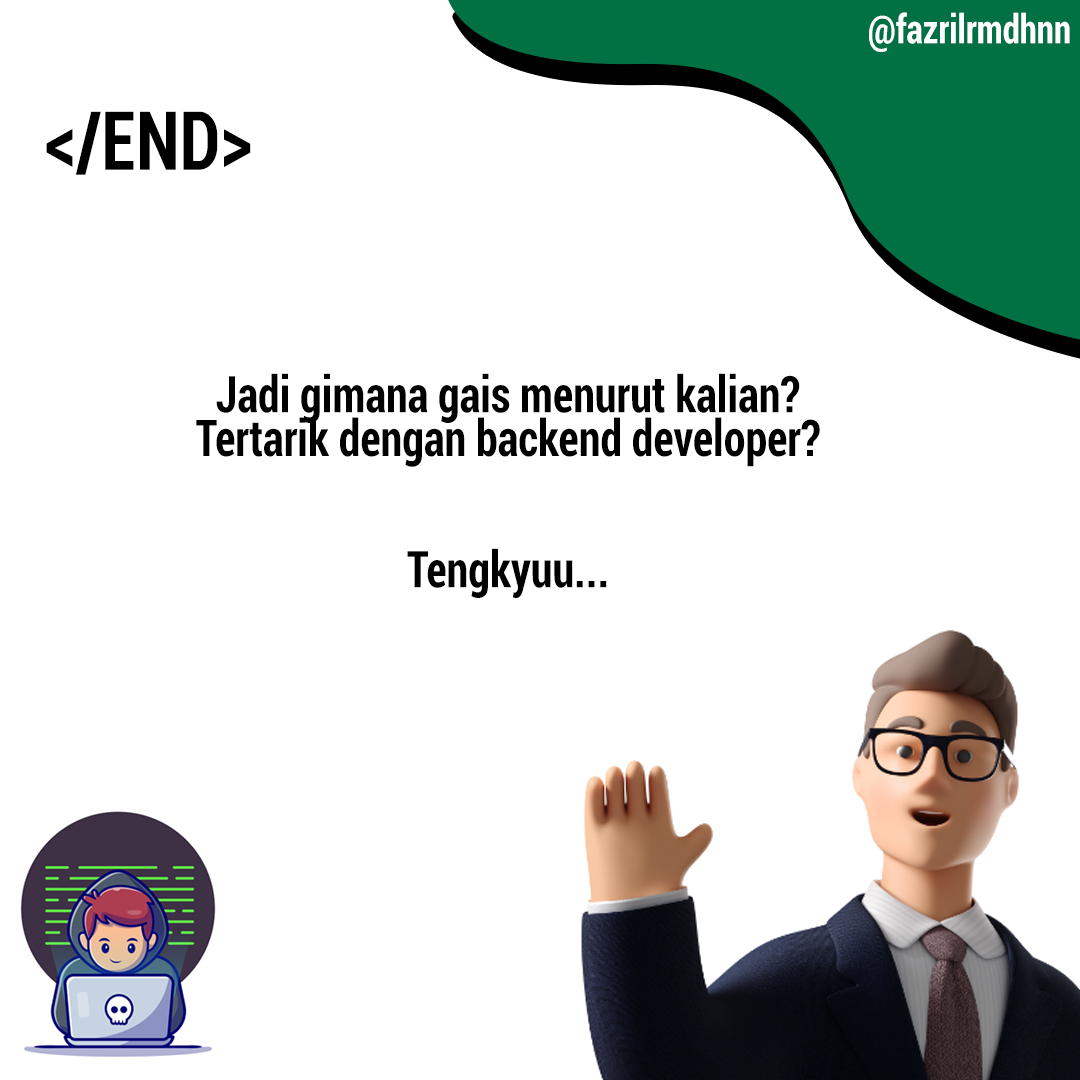 @fazrilrmdhnn
</END>
Jadi gimana gais menurut kalian?
Tertarik dengan backend developer?
Tengkyuu...